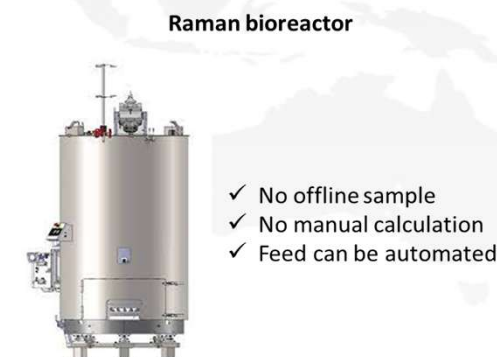 Raman bioreactor
✓ No offline sample
✓ No manual calculation
✓ Feed can be automated